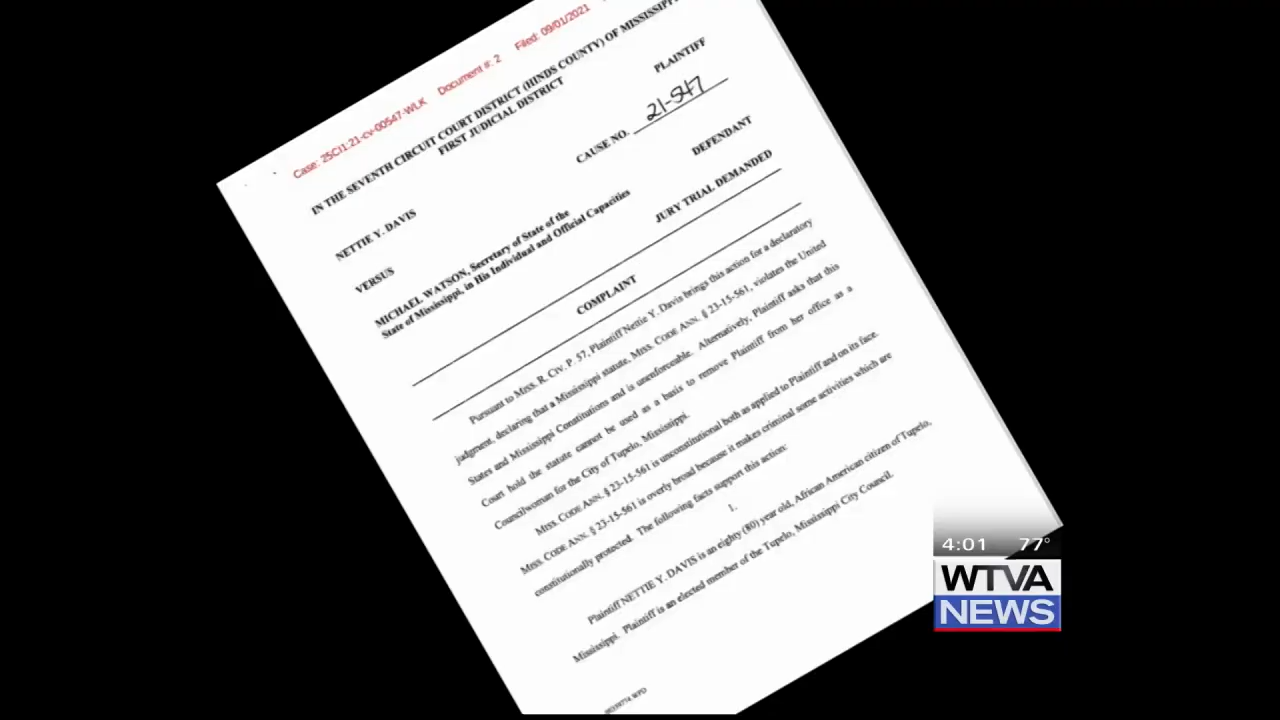 Case: 25CI1:21-cv-00547-WLK Document #: 2 Filed: 09/01/2021
IN THE SEVENTH CIRCUIT COURT DISTRICT (HINDS COUNTY) OF MISSISSIPPI
FIRST JUDICIAL DISTRICT
NETTIE Y. DAVIS PLAINTIFF
VERSUS CAUSE NO. 21-547
MICHAEL WATSON, Secretary of State of the
State of Mississippi, in His Individual and Official Capacities DEFENDANT
JURY TRIAL DEMANDED
COMPLAINT
Pursuant to MISS. R. CIV. P. 57, Plaintiff Nettie Y. Davis brings this action for a declaratory
judgment, declaring that a Mississippi statute, MISS. CODE ANN. § 23-15-561, violates the United
States and Mississippi Constitutions and is unenforceable. Alternatively, Plaintiff asks that this
Court hold the statute cannot be used as a basis to remove Plaintiff from her office as a
Councilwoman for the City of Tupelo, Mississippi.
MISS. CODE ANN. § 23-15-561 is unconstitutional both as applied to Plaintiff and on its face.
MISS. CODE ANN. § 23-15-561 is overly broad because it makes criminal some activities which are
constitutionally protected. The following facts support this action:
1.
Plaintiff NETTIE Y. DAVIS is an eighty (80) year old, African American citizen of Tupelo,
Mississippi. Plaintiff is an elected member of the Tupelo, Mississippi City Council.
4:01 77°
WTVA
NEWS